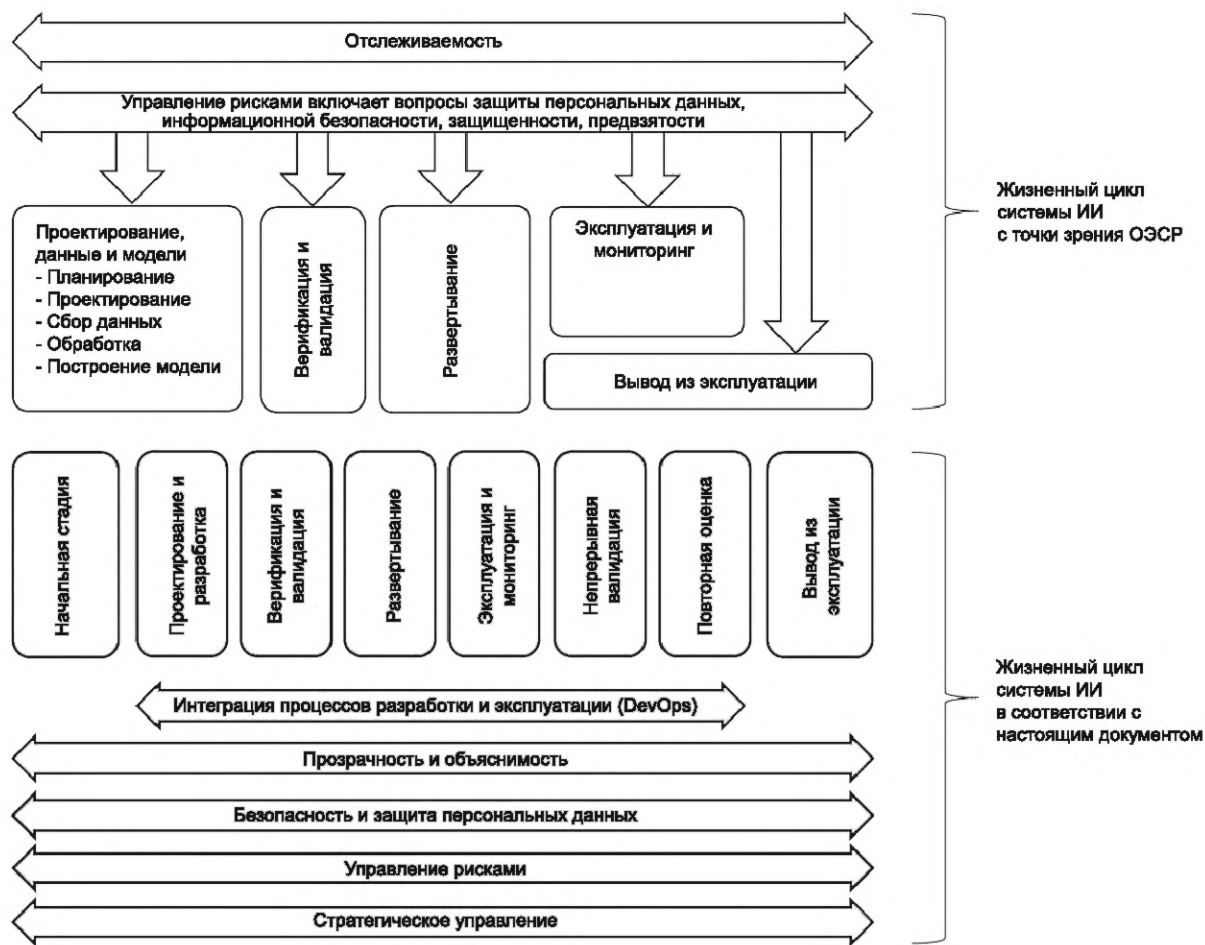 Отслеживаемость
Управление рисками включает вопросы защиты персональных данных,
информационной безопасности, защищенности, предвзятости
Проектирование,
данные и модели
- Планирование
- Проектирование
- Сбор данных
- Обработка
- Построение модели
Верификация и
валидация
Развертывание
Эксплуатация и
мониторинг
Вывод из эксплуатации
Жизненный цикл
системы ИИ
с точки зрения ОЭСР
Начальная стадия
Проектирование и
разработка
Верификация и
валидация
Развертывание
Эксплуатация и
мониторинг
Непрерывная
валидация
Повторная оценка
Вывод из
эксплуатации
Интеграция процессов разработки и эксплуатации (DevOps)
Прозрачность и объяснимость
Безопасность и защита персональных данных
Управление рисками
Стратегическое управление
Жизненный цикл
системы ИИ
в соответствии с
настоящим документом